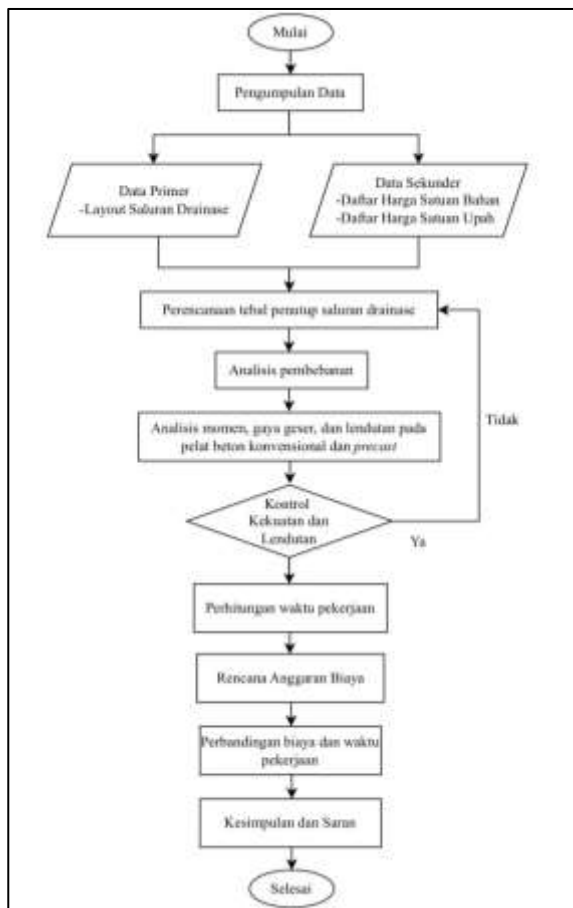 Mulai
Pengumpulan Data
Data Primer
-Layout Saluran Drainase
Data Sekunder
-Daftar Harga Satuan Bahan
-Daftar Harga Satuan Upah
Perencanaan tebal penutup saluran drainase
Analisis pembebanan
Analisis momen, gaya geser, dan lendutan pada
pelat beton konvensional dan precast
Tidak
Kontrol
Kekuatan dan
Lendutan
Ya
Perhitungan waktu pekerjaan
Rencana Anggaran Biaya
Perbandingan biaya dan waktu
pekerjaan
Kesimpulan dan Saran
Selesai